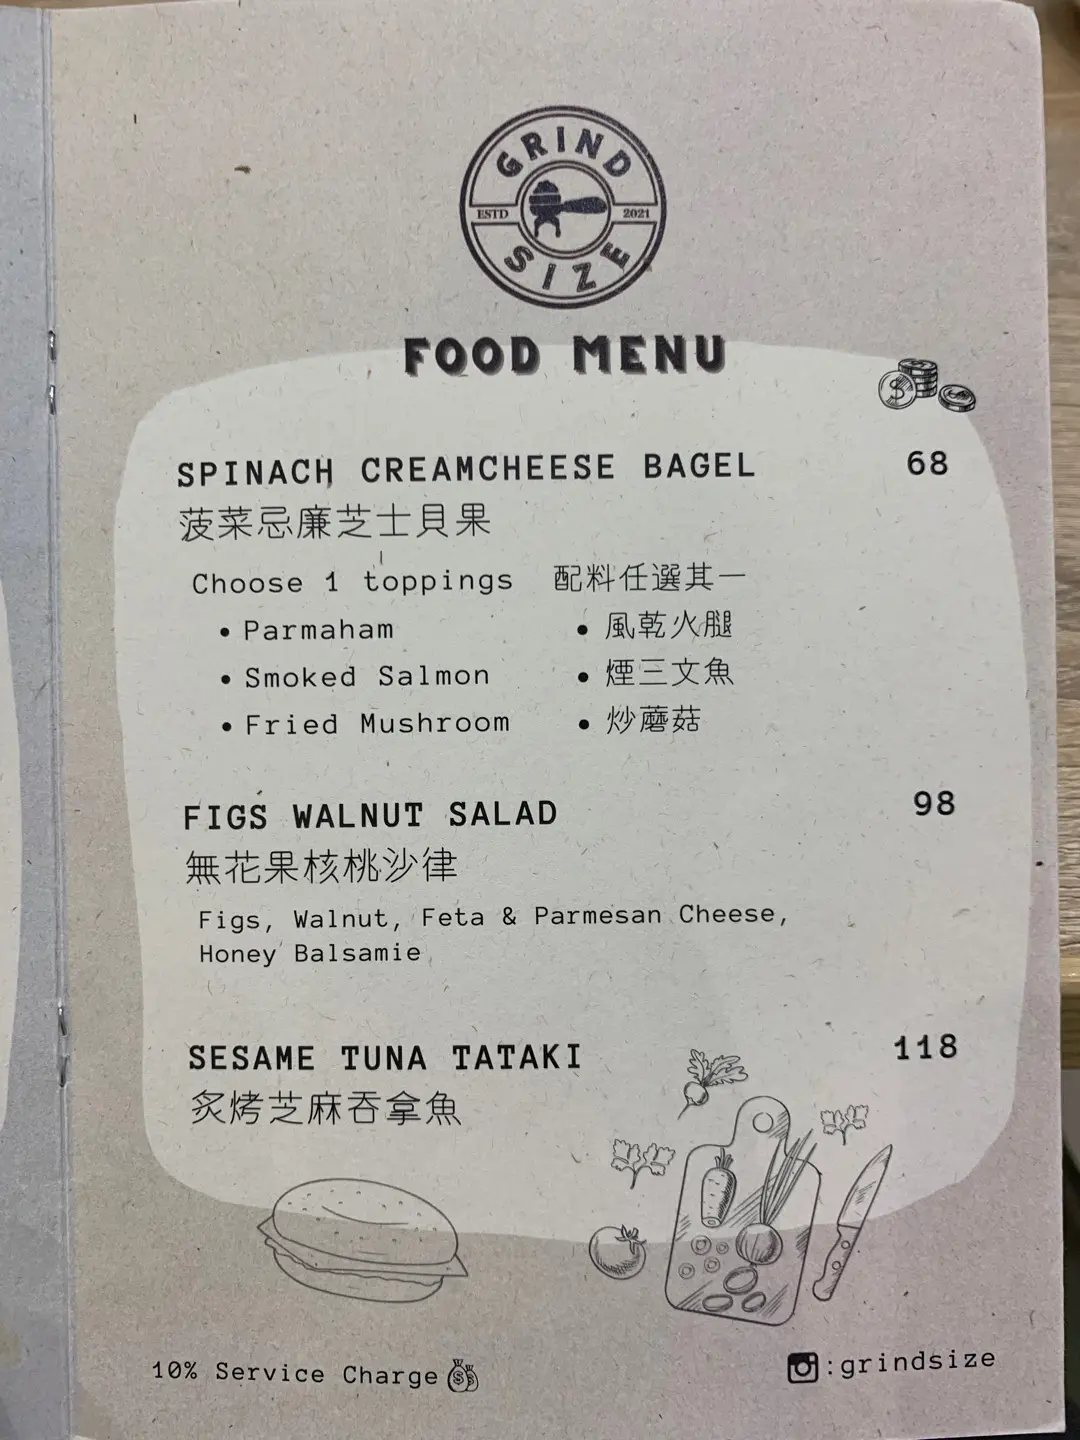 GRIND
ESTD 2021
SIZE
FOOD MENU
SPINACH CREAMCHEESE BAGEL 68
菠菜忌廉芝士貝果
Choose 1 toppings 配料任選其一
• Parmaham • 風乾火腿
• Smoked Salmon • 煙三文魚
• Fried Mushroom • 炒蘑菇
FIGS WALNUT SALAD 98
無花果核桃沙律
Figs, Walnut, Feta & Parmesan Cheese,
Honey Balsamie
SESAME TUNA TATAKI 118
炙烤芝麻吞拿魚
10% Service Charge
:grindsize